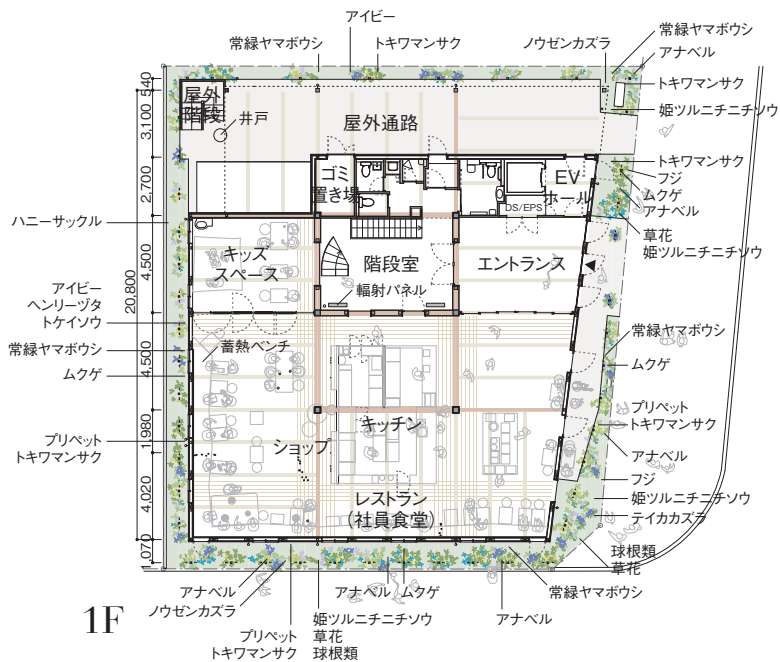 アイビー
常緑ヤマボウシ
トキワマンサク
ノウゼンカズラ
常緑ヤマボウシ
アナベル
トキワマンサク
姫ツルニチニチソウ
トキワマンサク
フジ
ムクゲ
アナベル
草花
姫ツルニチニチソウ
常緑ヤマボウシ
ムクゲ
プリペット
トキワマンサク
アナベル
フジ
姫ツルニチニチソウ
テイカカズラ
球根類
草花
常緑ヤマボウシ
アナベル
540
3,100
2,700
4,500
20,800
4,500
1,980
4,020
1,070
屋外
階段
井戸
屋外通路
ゴミ
置き場
EV
ホール
DS/EPS
キッズ
スペース
階段室
エントランス
輻射パネル
蓄熱ベンチ
キッチン
ショップ
レストラン
(社員食堂)
ハニーサックル
アイビー
ヘンリーヅタ
トケイソウ
常緑ヤマボウシ
ムクゲ
プリペット
トキワマンサク
アナベル
ノウゼンカズラ
プリペット
トキワマンサク
アナベル
ムクゲ
姫ツルニチニチソウ
草花
球根類
1F